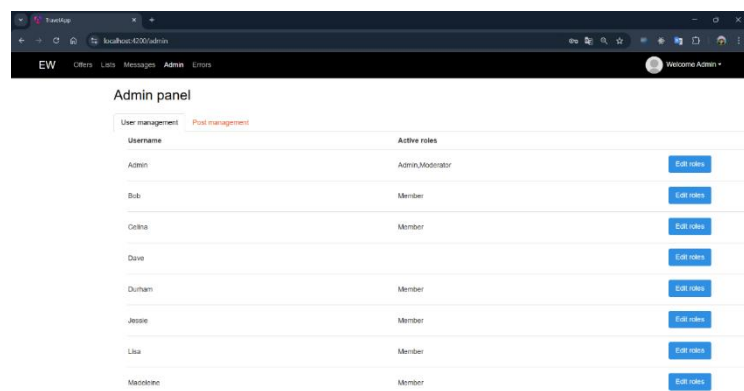 TravelApp
localhost:4200/admin
EW Offers Lists Messages Admin Errors Welcome Admin
Admin panel
User management Post management
Username Active roles
Admin Admin,Moderator Edit roles
Bob Member Edit roles
Celina Member Edit roles
Dave Edit roles
Durham Member Edit roles
Jessie Member Edit roles
Lisa Member Edit roles
Madeleine Member Edit roles